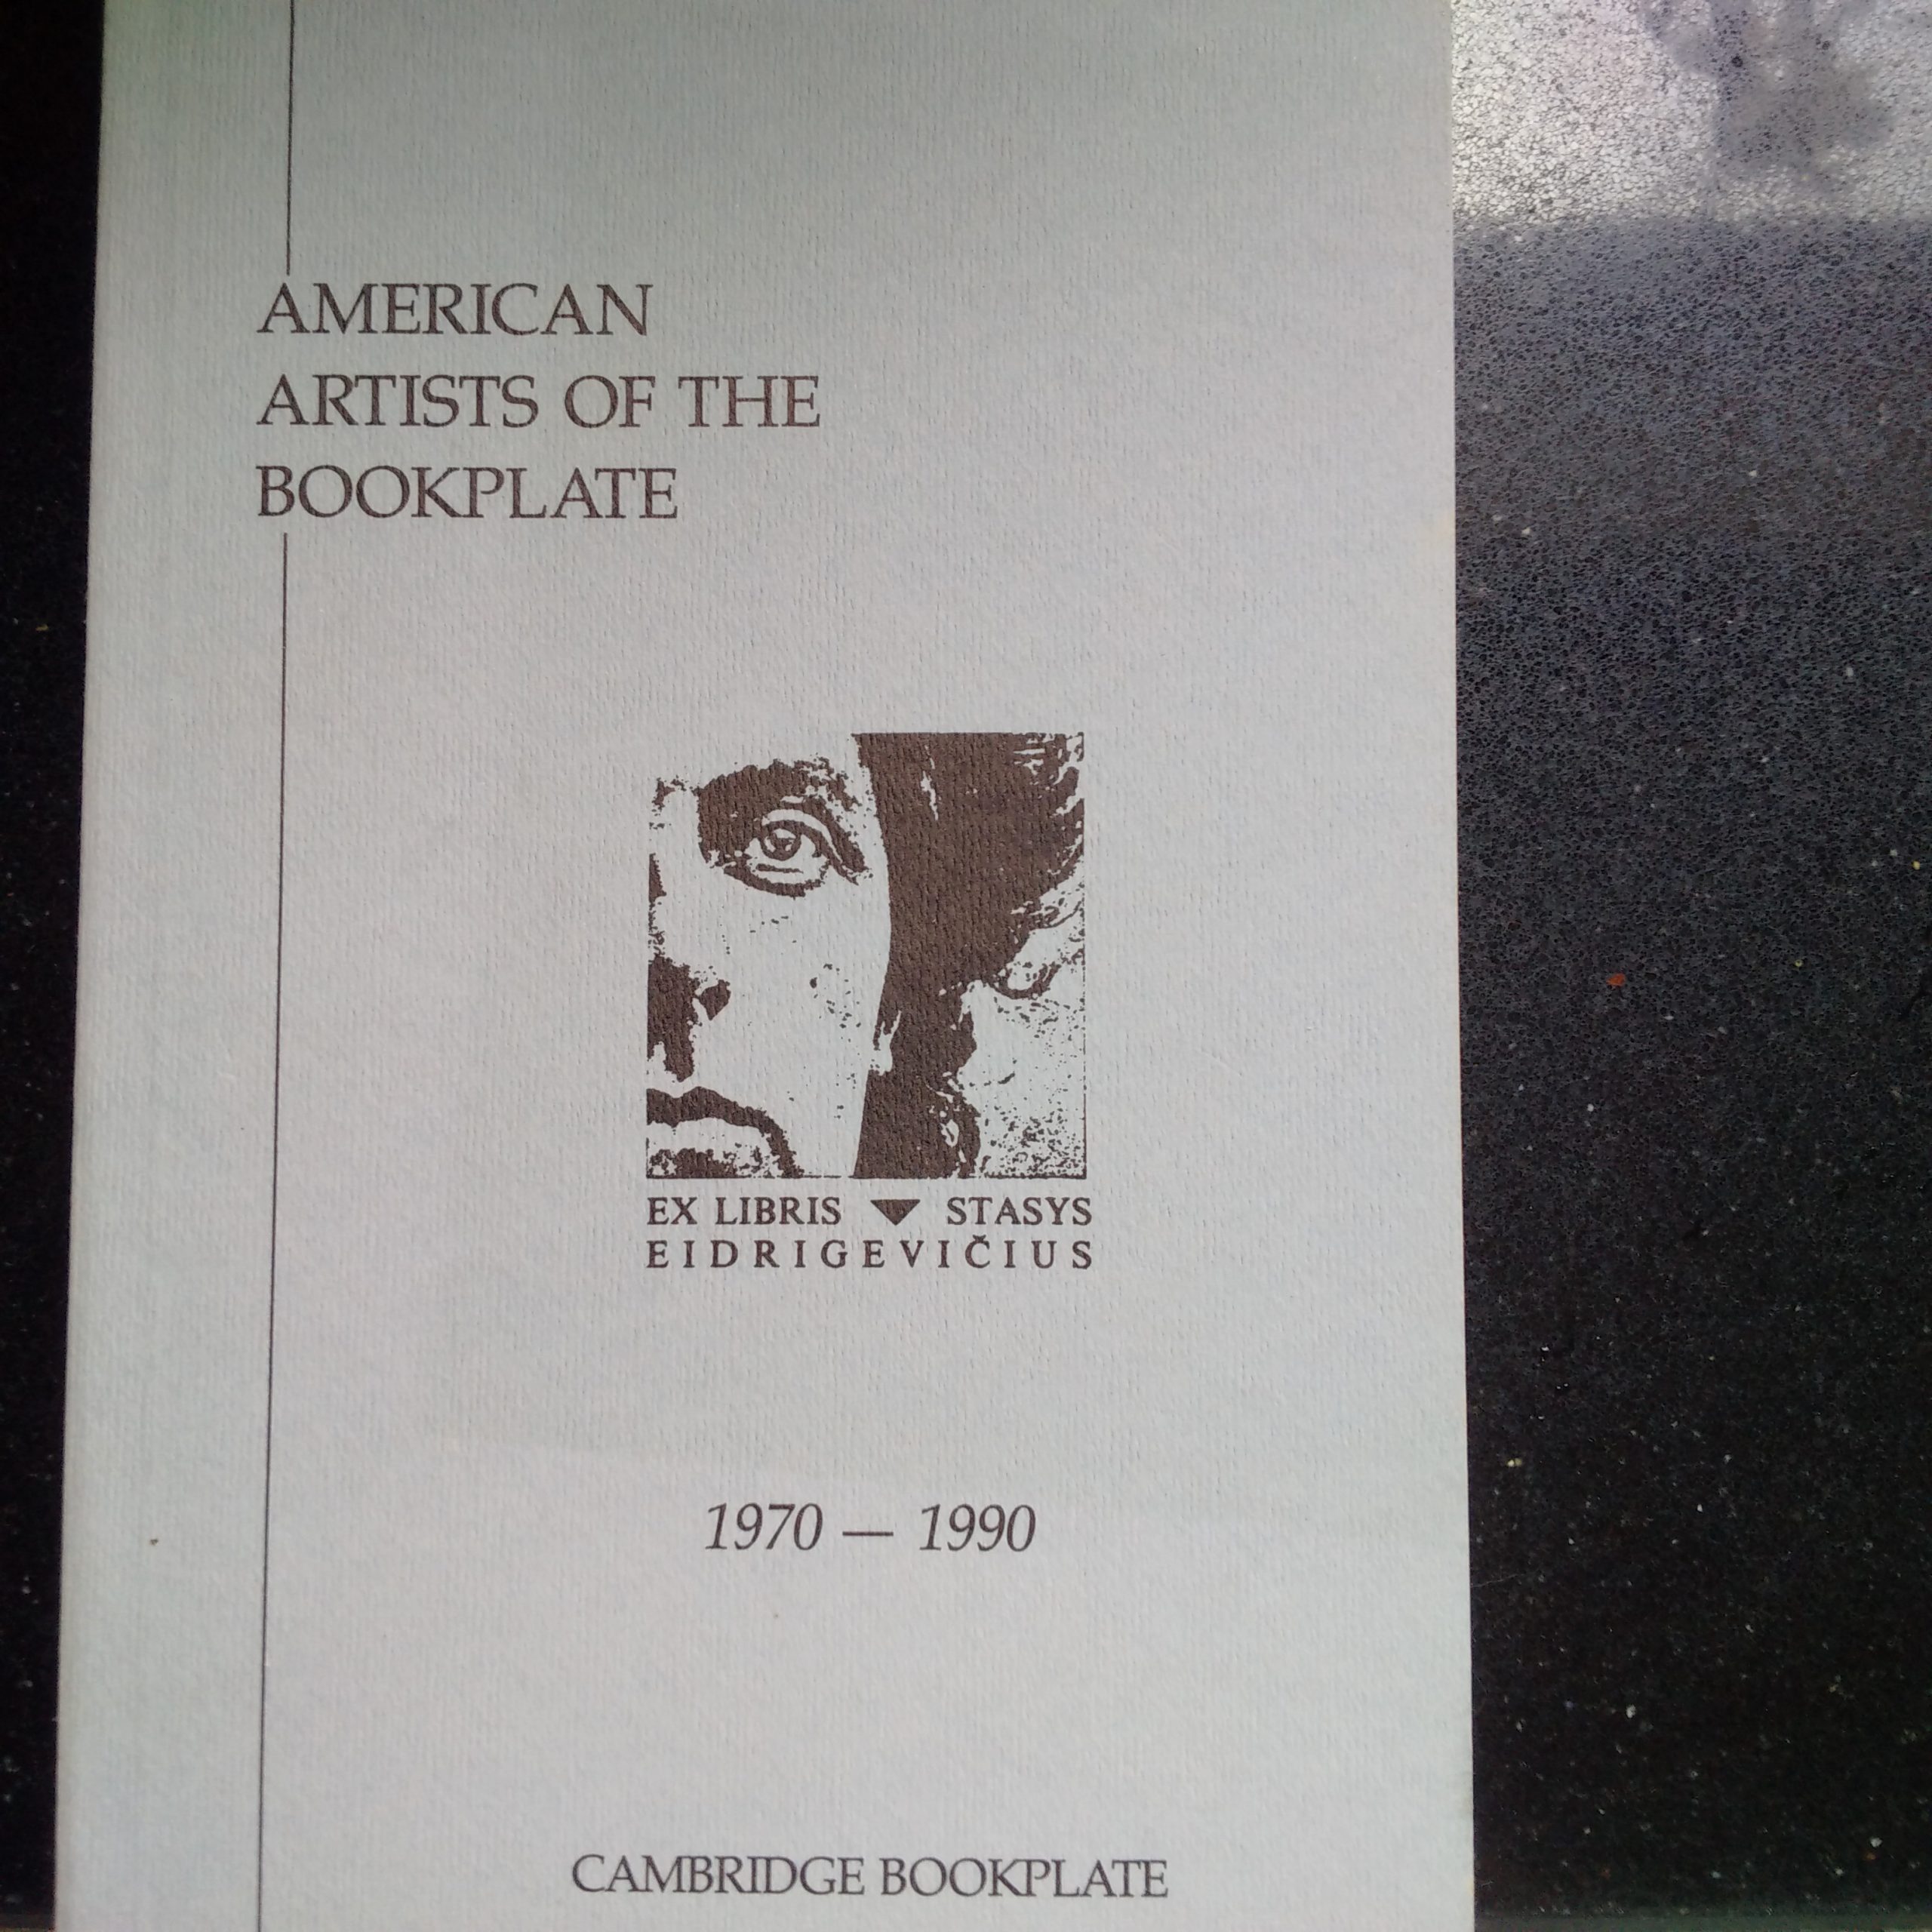 AMERICAN
ARTISTS OF THE
BOOKPLATE
EX LIBRIS STASYS
EIDRIGEVIČIUS
1970 — 1990
CAMBRIDGE BOOKPLATE